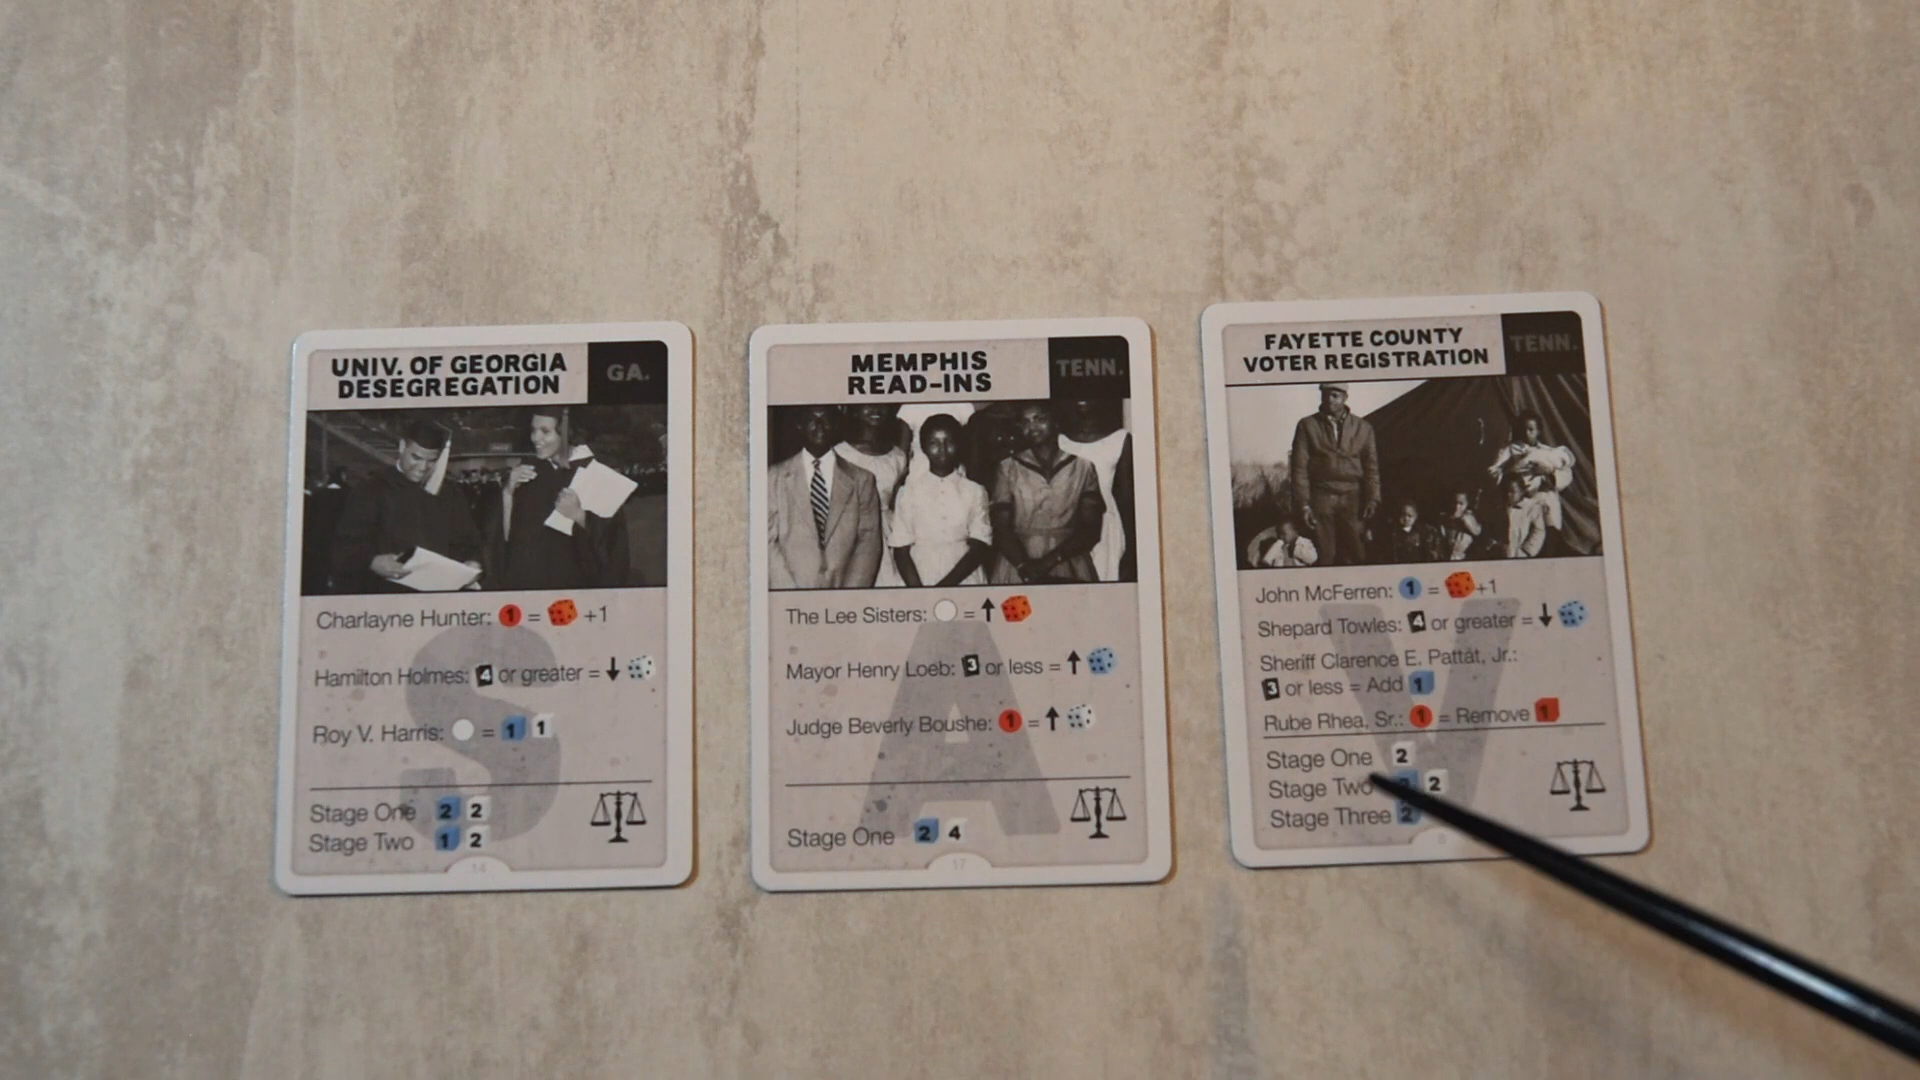 UNIV. OF GEORGIA
DESEGREGATION
GA.
Charlayne Hunter: 1 = +1
Hamilton Holmes: 4 or greater =
Roy V. Harris: = 1 1
Stage One 2 2
Stage Two 1 2
14
S
MEMPHIS
READ-INS
TENN.
The Lee Sisters: =
Mayor Henry Loeb: 3 or less =
Judge Beverly Boushe: 1 =
Stage One 2 4
17
A
FAYETTE COUNTY
VOTER REGISTRATION
TENN.
John McFerren: 1 = +1
Shepard Towles: 4 or greater =
Sheriff Clarence E. Pattat, Jr.:
3 or less = Add 1
Rube Rhea, Sr.: 1 = Remove 1
Stage One 2
Stage Two 2
Stage Three 2
V